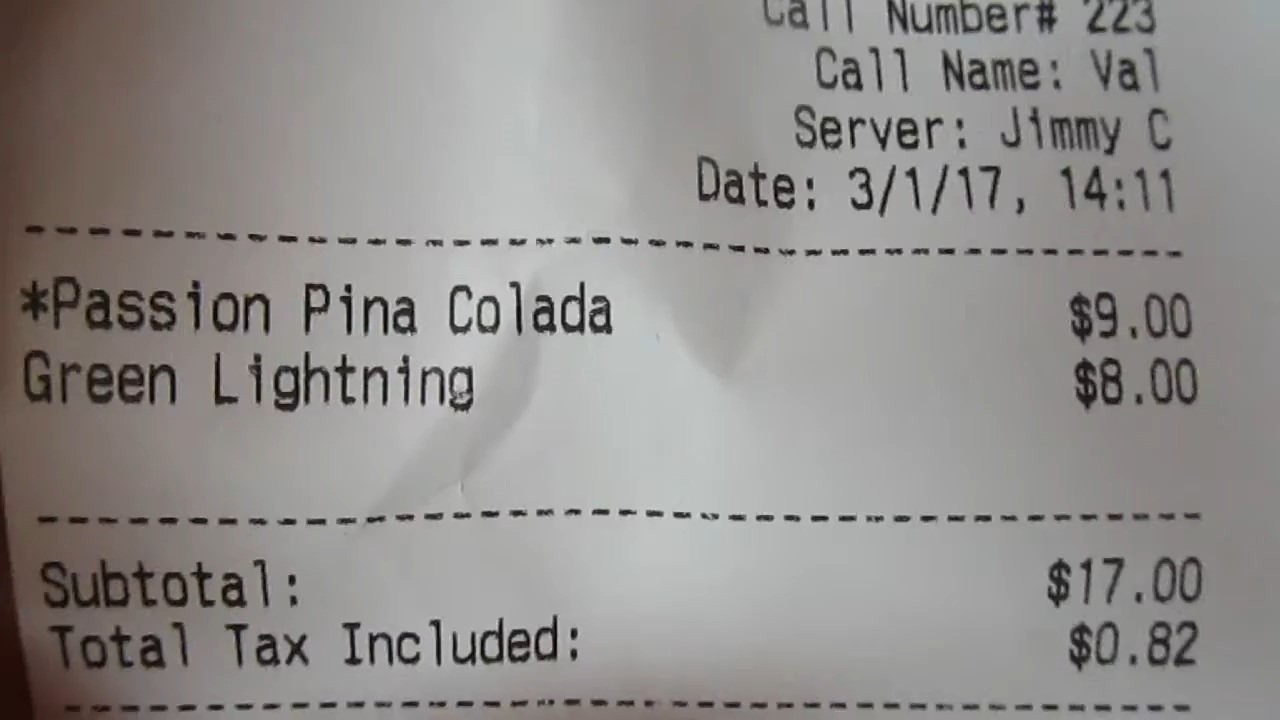 Call Number# 223
Call Name: Val
Server: Jimmy C
Date: 3/1/17, 14:11
*Passion Pina Colada $9.00
Green Lightning $8.00
Subtotal: $17.00
Total Tax Included: $0.82